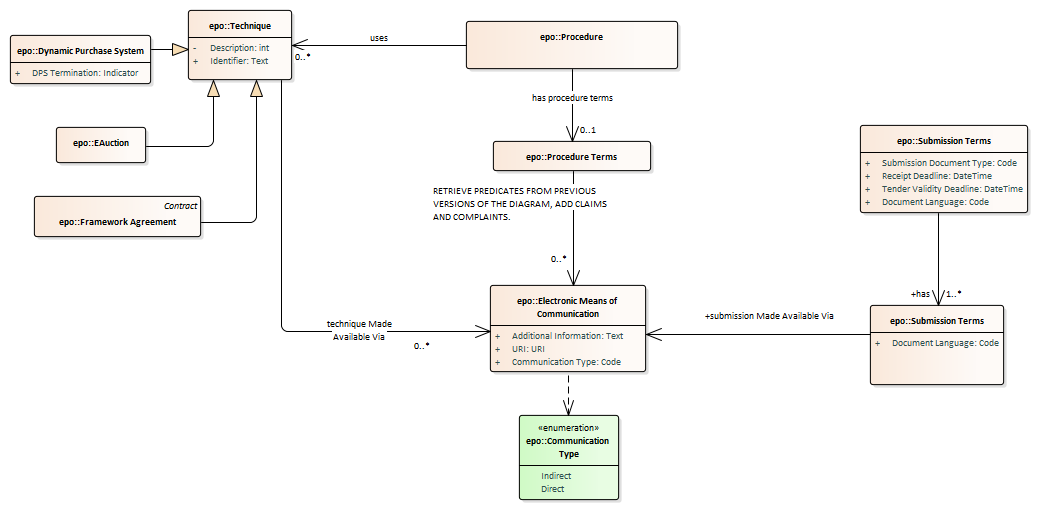 epo::Technique
- Description: int
+ Identifier: Text
epo::Dynamic Purchase System
+ DPS Termination: Indicator
epo::EAuction
Contract
epo::Framework Agreement
uses
0..*
epo::Procedure
has procedure terms
0..1
epo::Procedure Terms
RETRIEVE PREDICATES FROM PREVIOUS
VERSIONS OF THE DIAGRAM, ADD CLAIMS
AND COMPLAINTS.
0..*
epo::Submission Terms
+ Submission Document Type: Code
+ Receipt Deadline: DateTime
+ Tender Validity Deadline: DateTime
+ Document Language: Code
+has
1..*
epo::Submission Terms
+ Document Language: Code
+submission Made Available Via
epo::Electronic Means of
Communication
+ Additional Information: Text
+ URI: URI
+ Communication Type: Code
technique Made
Available Via
0..*
«enumeration»
epo::Communication
Type
Indirect
Direct